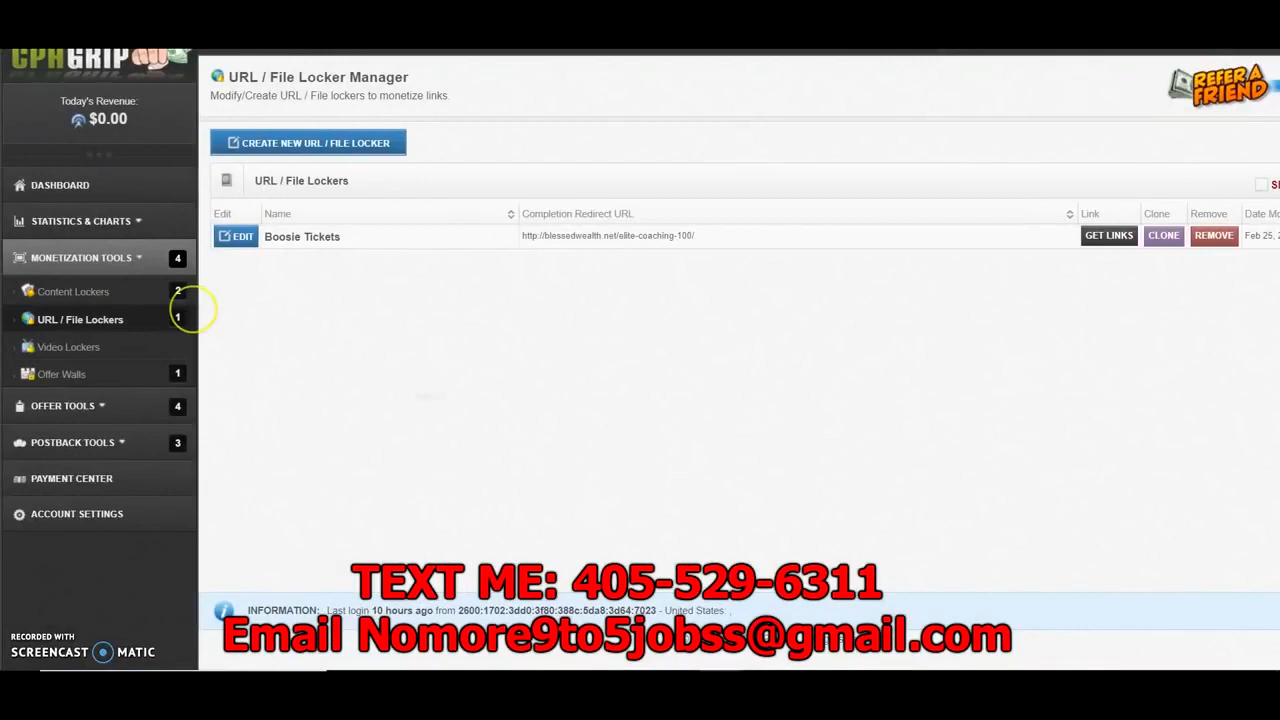 CPAGRIP
Today's Revenue:
$0.00
DASHBOARD
STATISTICS & CHARTS
MONETIZATION TOOLS 4
Content Lockers 2
URL / File Lockers 1
Video Lockers
Offer Walls 1
OFFER TOOLS 4
POSTBACK TOOLS 3
PAYMENT CENTER
ACCOUNT SETTINGS
RECORDED WITH
SCREENCAST MATIC
URL / File Locker Manager
Modify/Create URL / File lockers to monetize links.
REFER A
FRIEND
CREATE NEW URL / FILE LOCKER
URL / File Lockers
Edit Name Completion Redirect URL Link Clone Remove Date Mo
EDIT Boosie Tickets http://blessedwealth.net/elite-coaching-100/ GET LINKS CLONE REMOVE Feb 25, 2
TEXT ME: 405-529-6311
INFORMATION: Last login 10 hours ago from 2600:1702:3dd0:3f80:388c:5da8:3d64:7023 - United States: ,
Email Nomore9to5jobss@gmail.com